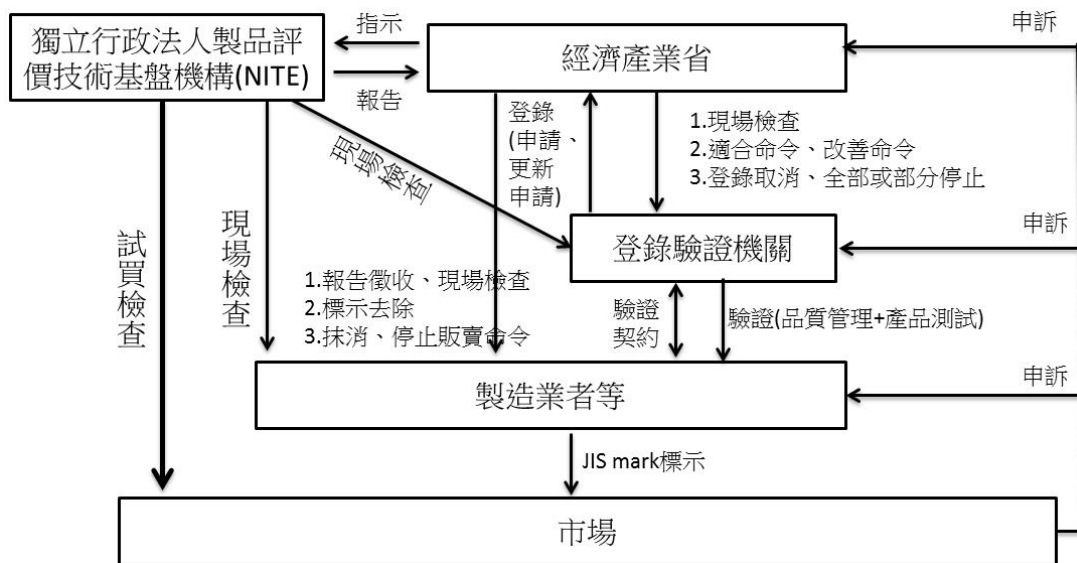 獨立行政法人製品評
價技術基盤機構(NITE)
指示
報告
經濟產業省
申訴
登錄
(申請、
更新
申請)
1.現場檢查
2.適合命令、改善命令
3.登錄取消、全部或部分停止
現場檢查
登錄驗證機關
申訴
試買檢查
現場檢查
1.報告徵收、現場檢查
2.標示去除
3.抹消、停止販賣命令
驗證
契約
驗證(品質管理+產品測試)
製造業者等
申訴
JIS mark標示
市場